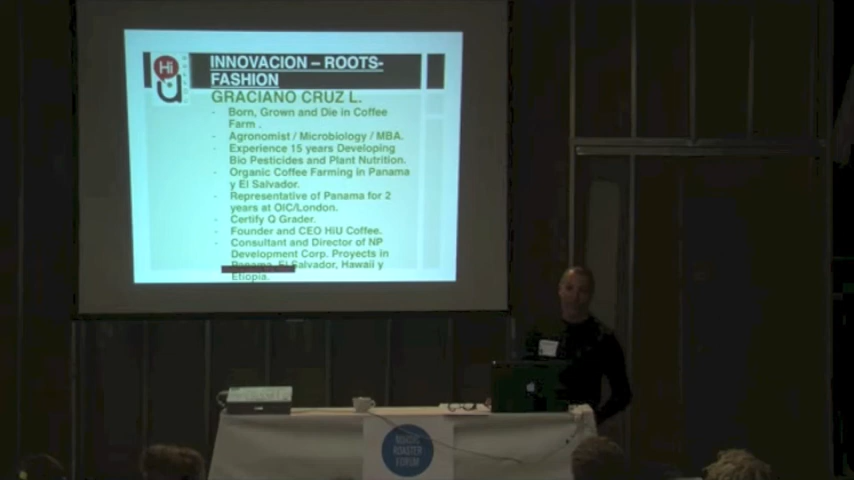 Hi
U
COFFEE
INNOVACION – ROOTS-
FASHION
GRACIANO CRUZ L.
- Born, Grown and Die in Coffee
Farm .
- Agronomist / Microbiology / MBA.
- Experience 15 years Developing
Bio Pesticides and Plant Nutrition.
- Organic Coffee Farming in Panama
y El Salvador.
- Representative of Panama for 2
years at OIC/London.
- Certify Q Grader.
- Founder and CEO HiU Coffee.
- Consultant and Director of NP
Development Corp. Proyects in
Panama, El Salvador, Hawaii y
Etiopia.
NORDIC
ROASTER
FORUM